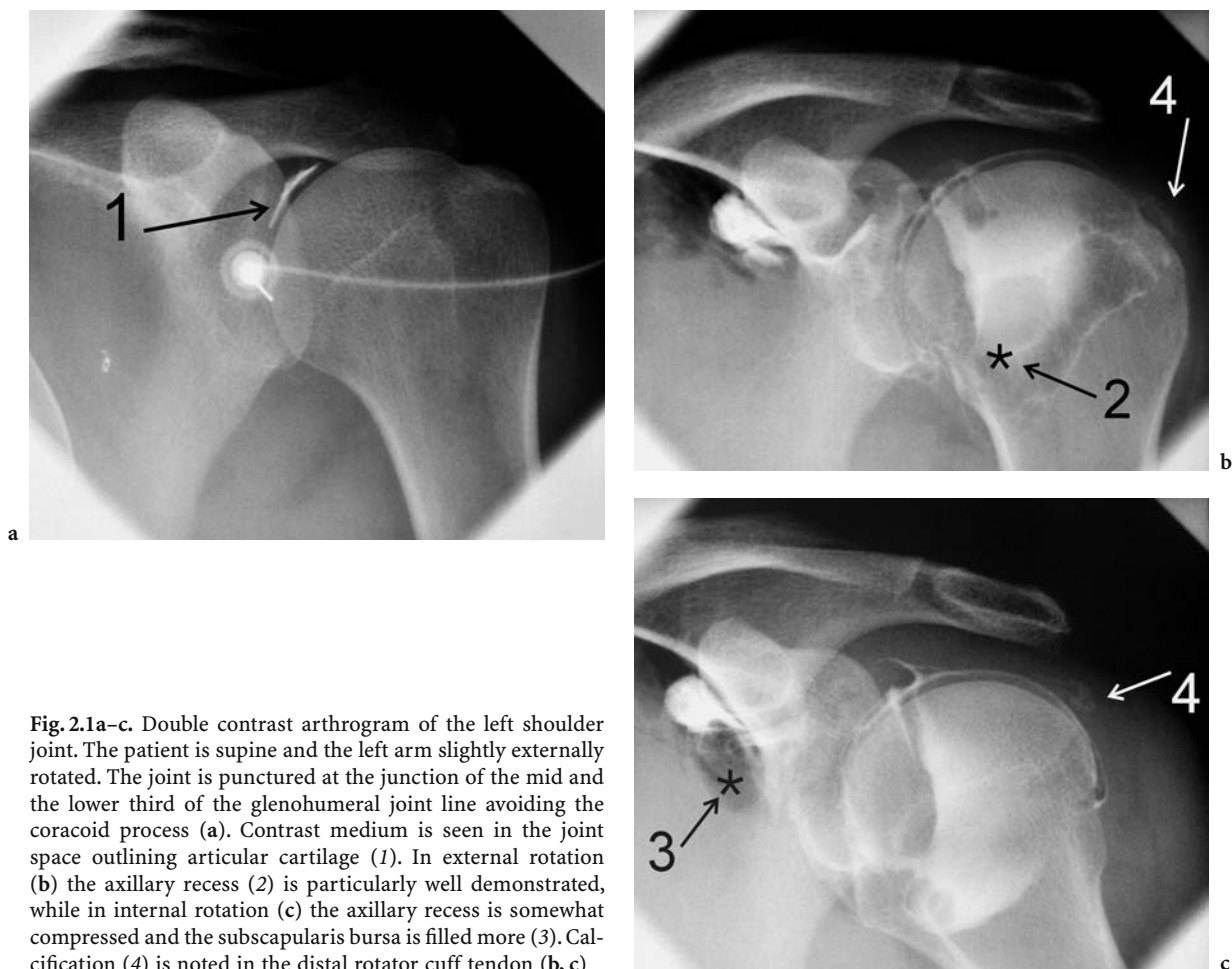 1
a
4
2
b
3
4
c
Fig. 2.1a–c. Double contrast arthrogram of the left shoulder
joint. The patient is supine and the left arm slightly externally
rotated. The joint is punctured at the junction of the mid and
the lower third of the glenohumeral joint line avoiding the
coracoid process (a). Contrast medium is seen in the joint
space outlining articular cartilage (1). In external rotation
(b) the axillary recess (2) is particularly well demonstrated,
while in internal rotation (c) the axillary recess is somewhat
compressed and the subscapularis bursa is filled more (3). Cal-
cification (4) is noted in the distal rotator cuff tendon (b, c)